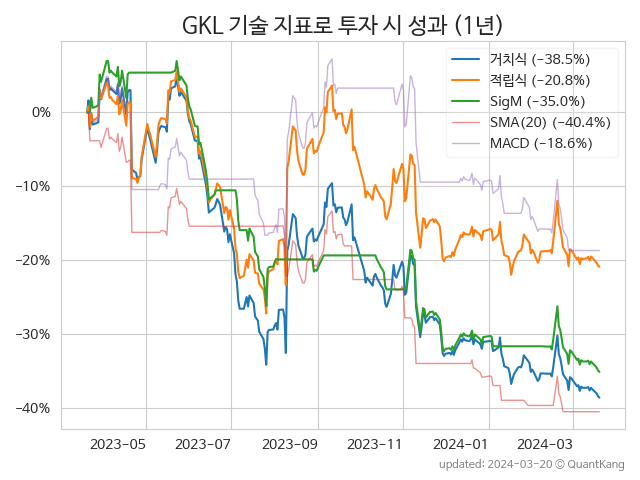 GKL 기술 지표로 투자 시 성과 (1년)
거치식 (−38.5%)
적립식 (−20.8%)
SigM (−35.0%)
SMA(20) (−40.4%)
MACD (−18.6%)
0%
−10%
−20%
−30%
−40%
2023−05 2023−07 2023−09 2023−11 2024−01 2024−03
updated: 2024−03−20 © QuantKang